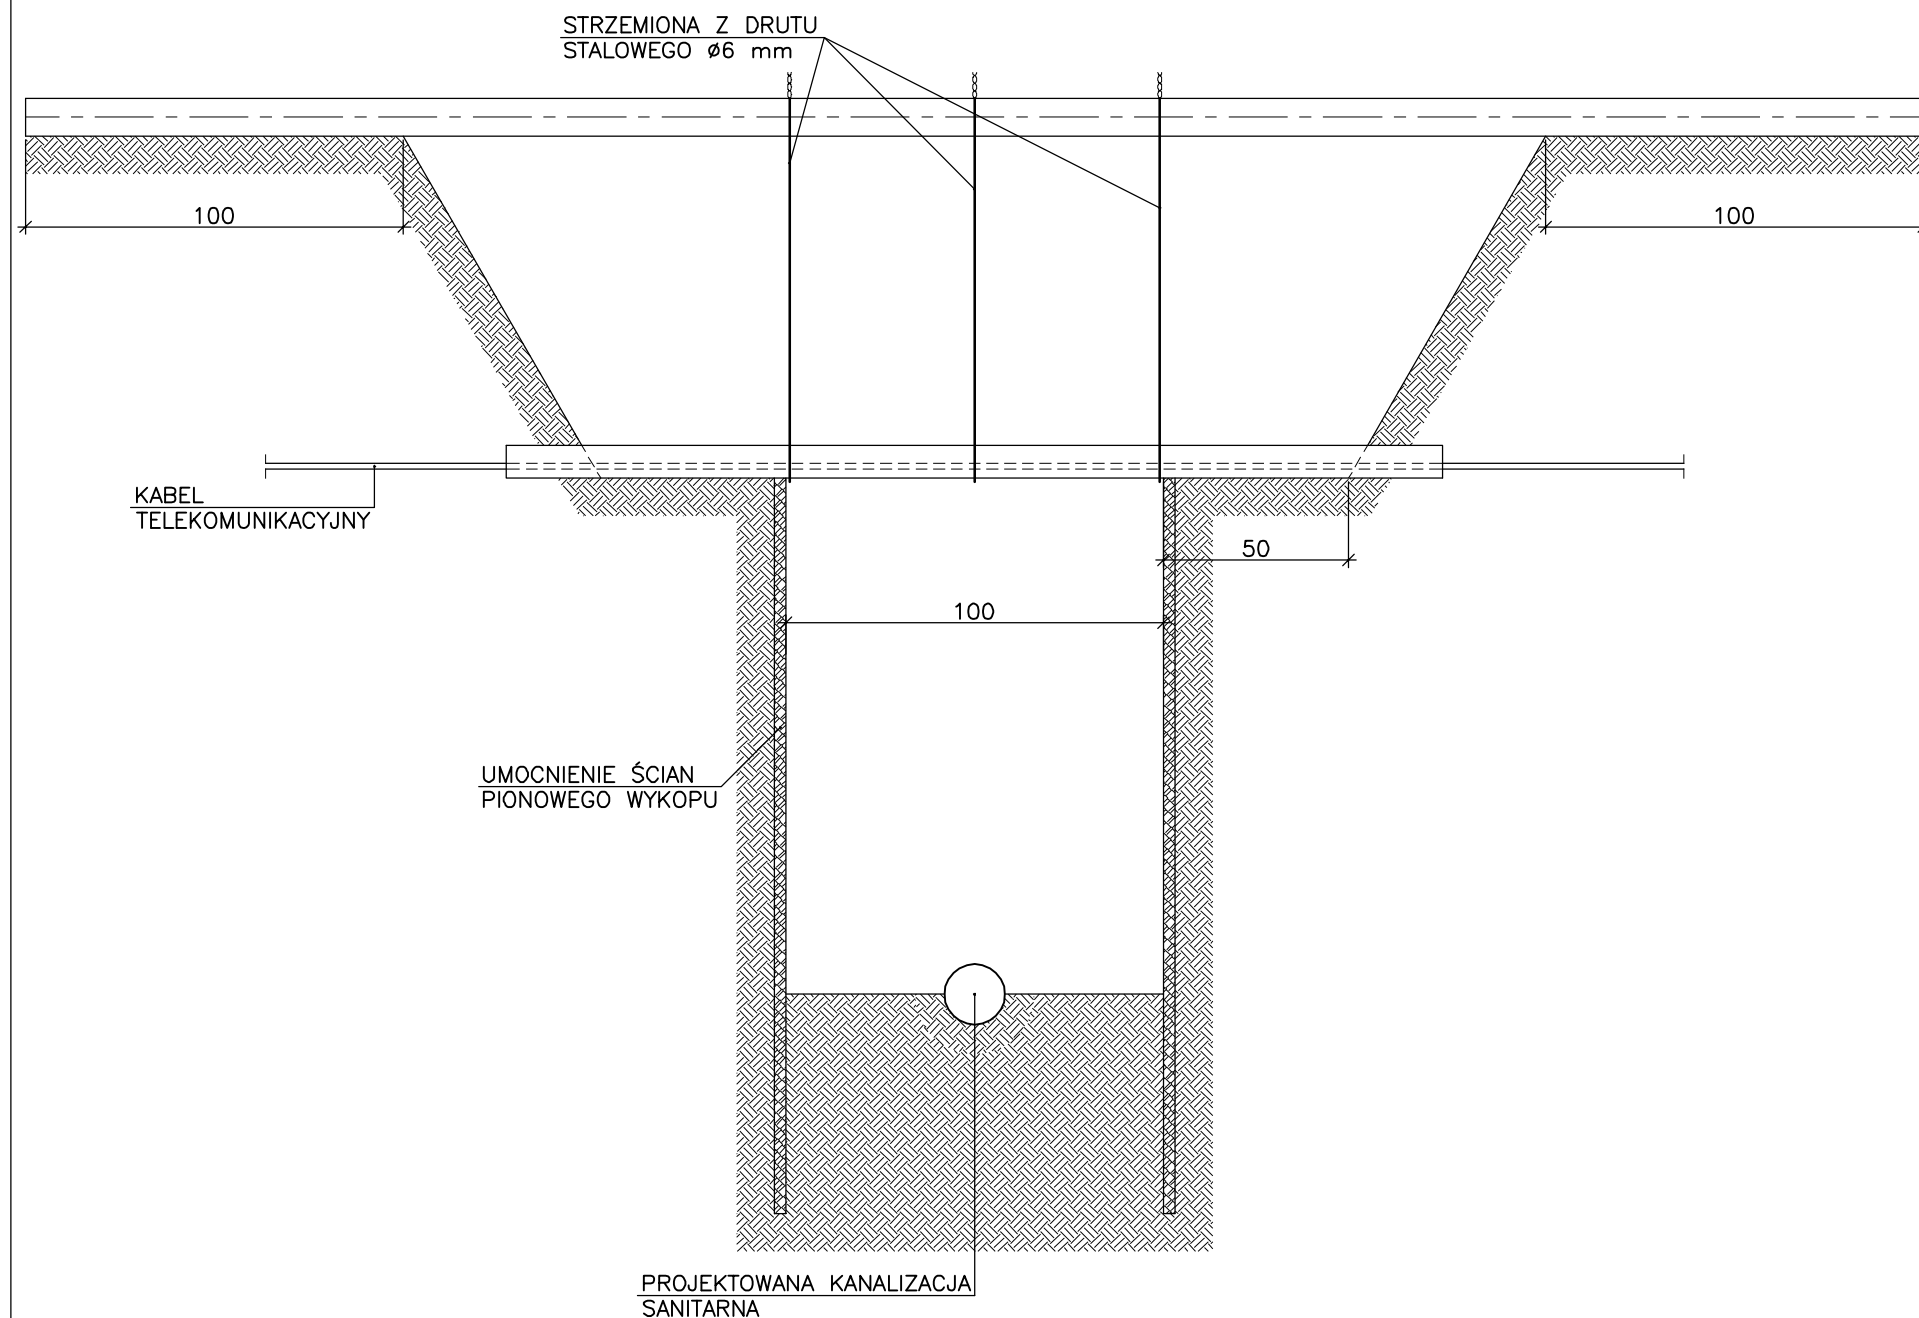 STRZEMIONA Z DRUTU
STALOWEGO Ø6 mm
100
100
KABEL
TELEKOMUNIKACYJNY
50
100
UMOCNIENIE ŚCIAN
PIONOWEGO WYKOPU
PROJEKTOWANA KANALIZACJA
SANITARNA